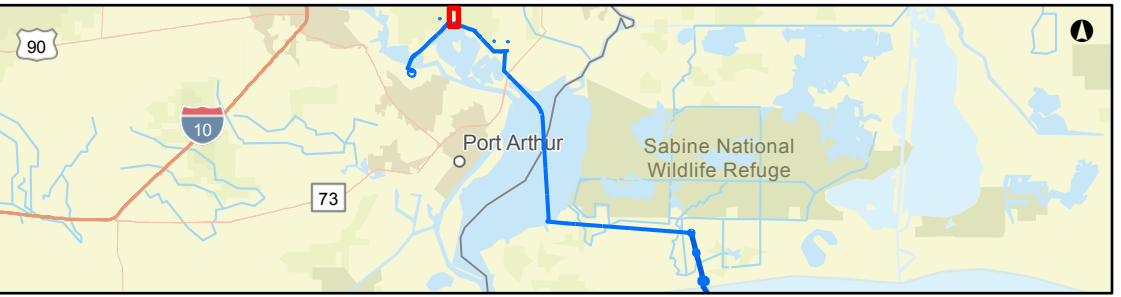 90
10
Port Arthur
Sabine National
Wildlife Refuge
73